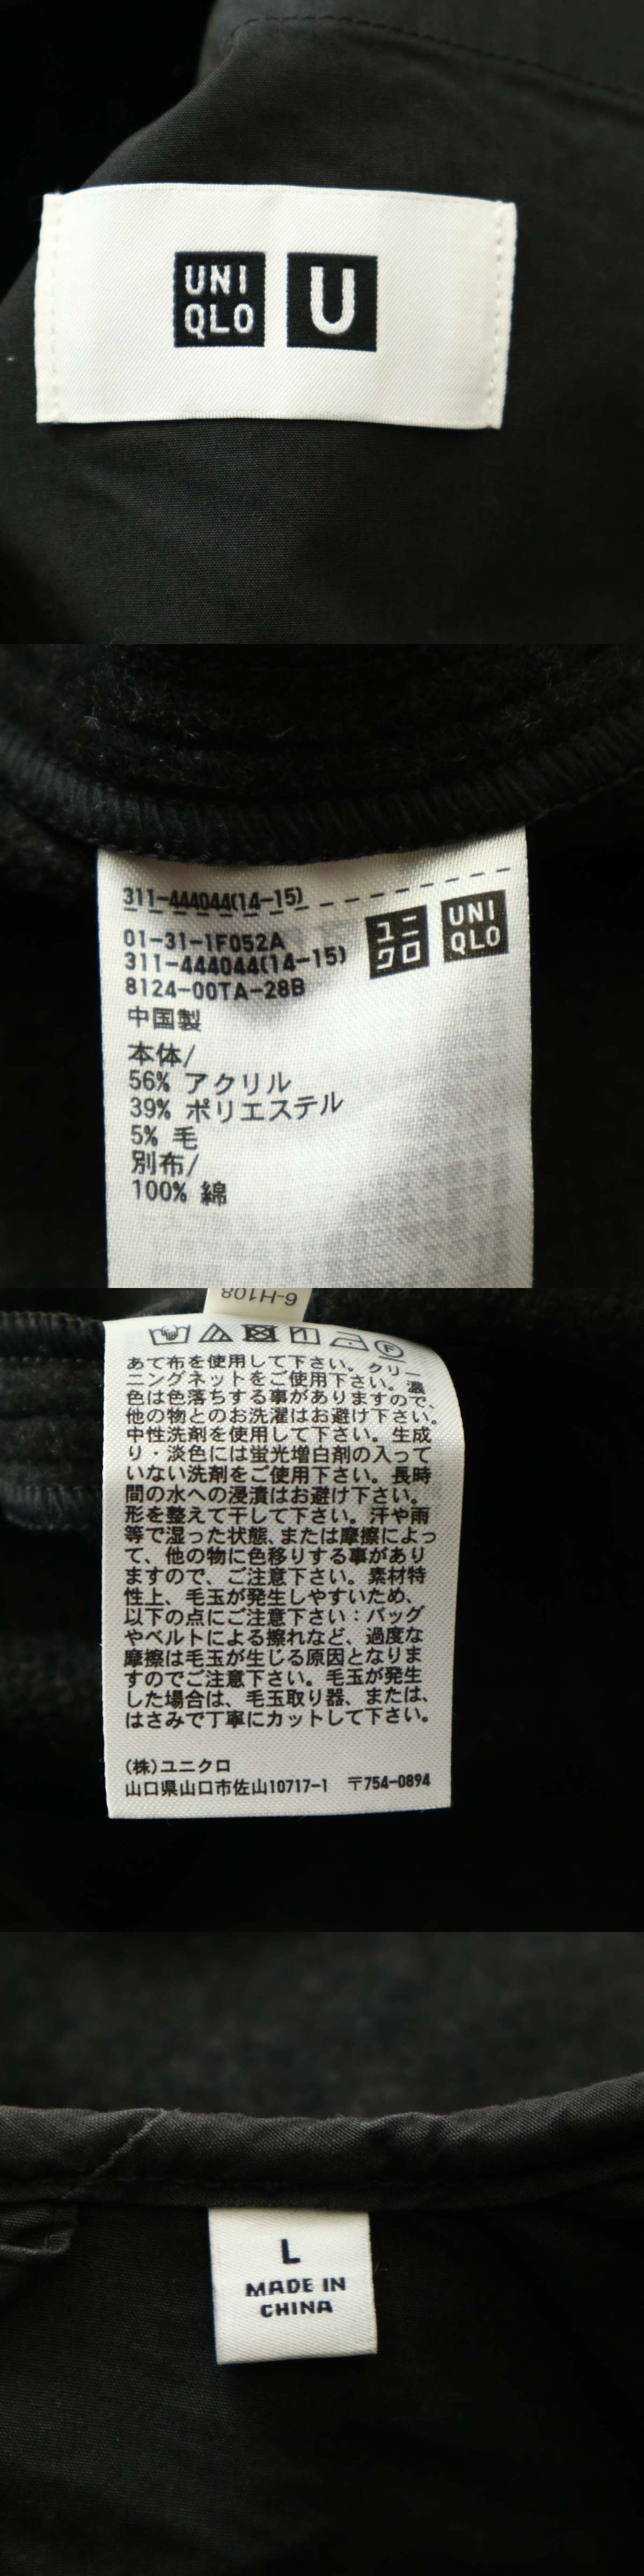 UNI
QLO
U
311-444044(14-15)
01-31-1F052A
311-444044(14-15)
8124-00TA-28B
ユニ
クロ
UNI
QLO
中国製
本体/
56% アクリル
39% ポリエステル
5% 毛
別布/
100% 綿
6-H108
F
あて布を使用して下さい。クリー
ニングネットをご使用下さい。濃
色は色落ちする事がありますので、
他の物とのお洗濯はお避け下さい。
中性洗剤を使用して下さい。生成
り・淡色には蛍光増白剤の入って
いない洗剤をご使用下さい。長時
間の水への浸漬はお避け下さい。
形を整えて干して下さい。汗や雨
等で湿った状態、または摩擦によっ
て、他の物に色移りする事があり
ますので、ご注意下さい。素材特
性上、毛玉が発生しやすいため、
以下の点にご注意下さい：バッグ
やベルトによる擦れなど、過度な
摩擦は毛玉が生じる原因となりま
すのでご注意下さい。毛玉が発生
した場合は、毛玉取り器、または、
はさみで丁寧にカットして下さい。
(株)ユニクロ
山口県山口市佐山10717-1 〒754-0894
L
MADE IN
CHINA